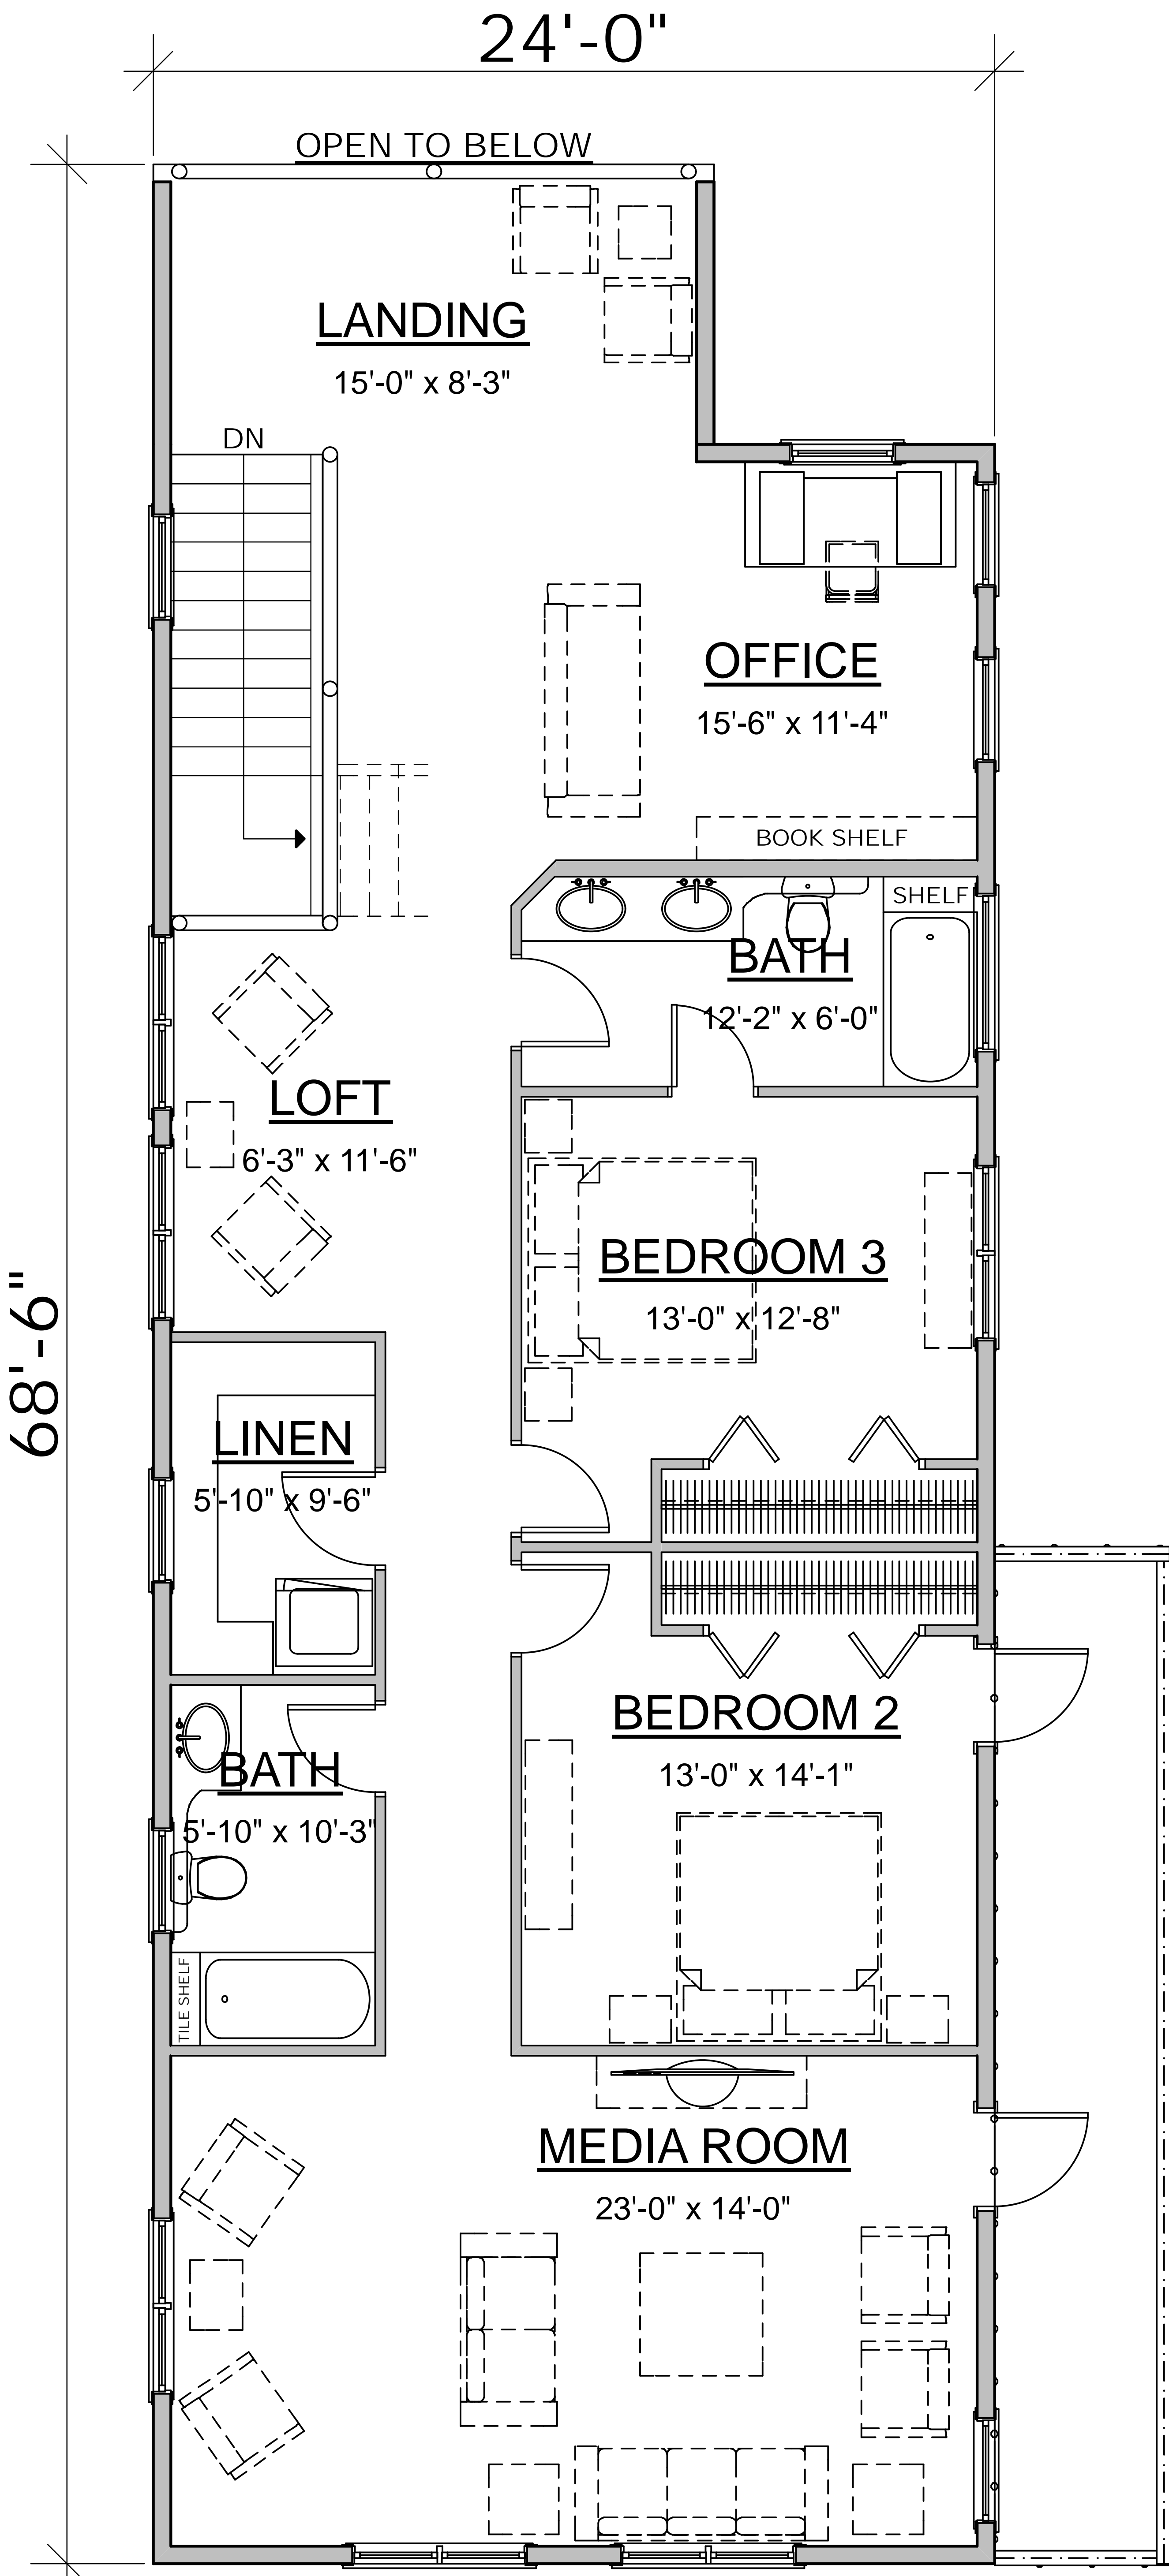 24'-0"
OPEN TO BELOW
LANDING
15'-0" x 8'-3"
DN
OFFICE
15'-6" x 11'-4"
BOOK SHELF
SHELF
BATH
12'-2" x 6'-0"
LOFT
6'-3" x 11'-6"
BEDROOM 3
13'-0" x 12'-8"
68'-6"
LINEN
5'-10" x 9'-6"
BEDROOM 2
13'-0" x 14'-1"
BATH
5'-10" x 10'-3"
TILE SHELF
MEDIA ROOM
23'-0" x 14'-0"